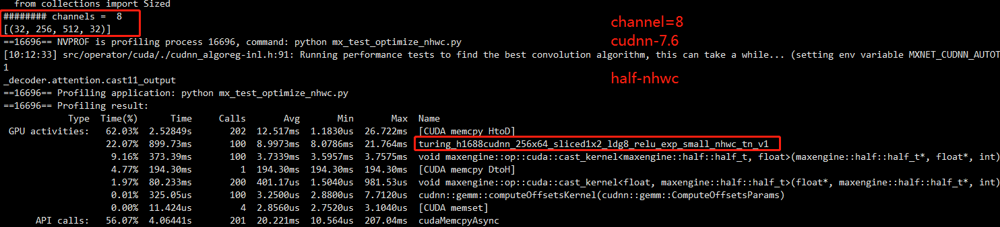 from collections import Sized
######## channels =  8
[(32, 256, 512, 32)]
channel=8
==16696== NVPROF is profiling process 16696, command: python mx_test_optimize_nhwc.py
cudnn-7.6
[10:12:33] src/operator/cuda/./cudnn_algoreg-inl.h:91: Running performance tests to find the best convolution algorithm, this can take a while... (setting env variable MXNET_CUDNN_AUTOT
1
_decoder.attention.cast11_output
half-nhwc
==16696== Profiling application: python mx_test_optimize_nhwc.py
==16696== Profiling result:
Type  Time(%)      Time     Calls       Avg       Min       Max  Name
GPU activities:   62.03%  2.52849s       202  12.517ms  1.1830us  26.722ms  [CUDA memcpy HtoD]
22.07%  899.73ms       100  8.9973ms  8.0786ms  21.764ms  turing_h1688cudnn_256x64_sliced1x2_ldg8_relu_exp_small_nhwc_tn_v1
9.16%  373.39ms       100  3.7339ms  3.5957ms  3.7575ms  void maxengine::op::cuda::cast_kernel<maxengine::half::half_t, float>(maxengine::half::half_t*, float*, int)
4.77%  194.30ms         1  194.30ms  194.30ms  194.30ms  [CUDA memcpy DtoH]
1.97%  80.233ms       200  401.17us  1.5040us  981.53us  void maxengine::op::cuda::cast_kernel<float, maxengine::half::half_t>(float*, maxengine::half::half_t*, int)
0.01%  325.05us       100  3.2500us  2.8800us  7.7120us  cudnn::gemm::computeOffsetsKernel(cudnn::gemm::ComputeOffsetsParams)
0.00%  11.424us         4  2.8560us  2.7520us  3.1040us  [CUDA memset]
API calls:   56.07%  4.06441s       201  20.221ms  10.564us  207.04ms  cudaMemcpyAsync